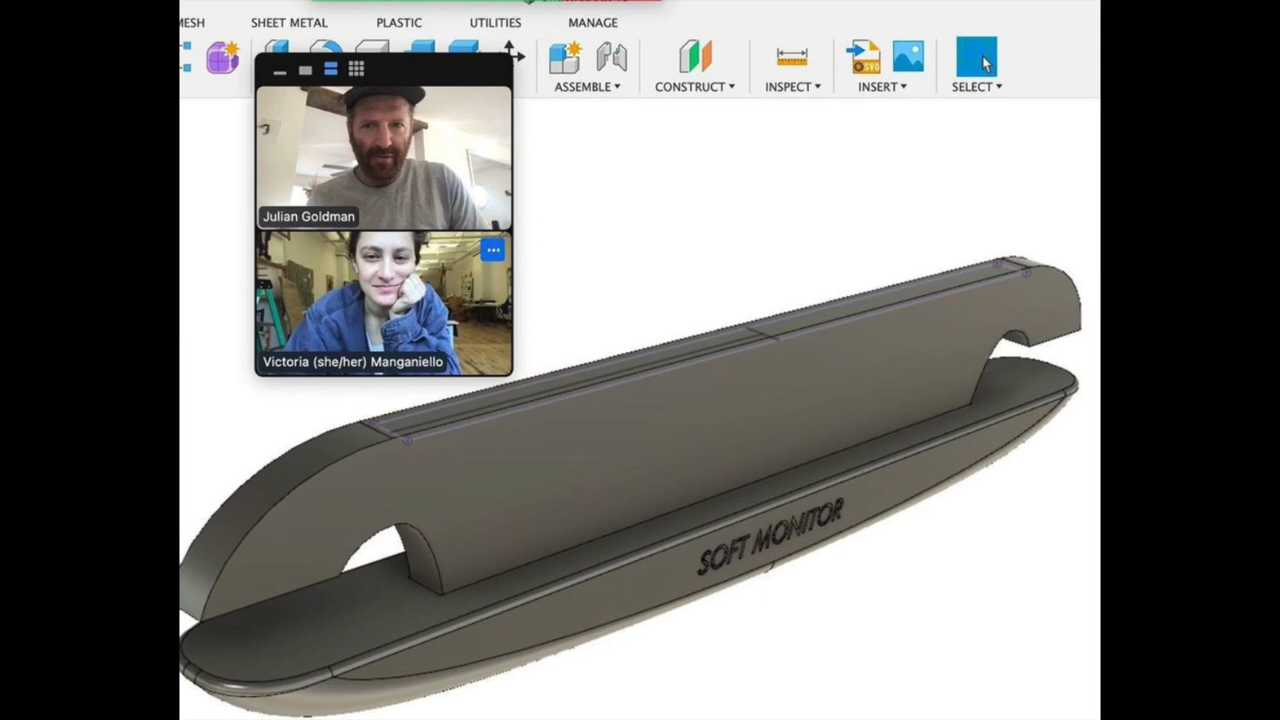 MESH SHEET METAL PLASTIC UTILITIES MANAGE
ASSEMBLE CONSTRUCT INSPECT INSERT SELECT
SVG
Julian Goldman
Victoria (she/her) Manganiello
SOFT MONITOR